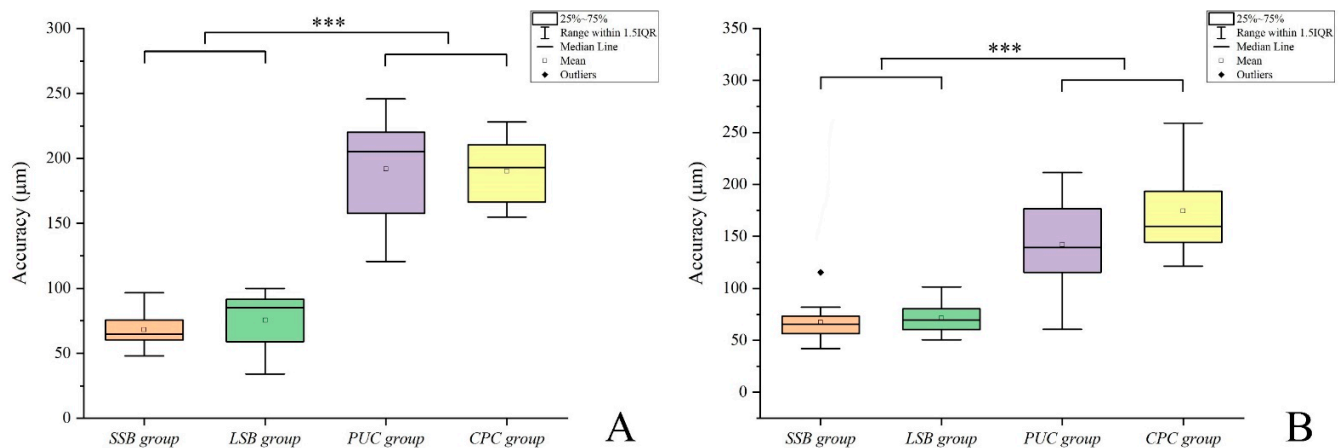 300
250
200
150
100
50
0
Accuracy (μm)
***
25%~75%
Range within 1.5IQR
Median Line
Mean
Outliers
SSB group LSB group PUC group CPC group
A
350
300
250
200
150
100
50
0
Accuracy (μm)
***
25%~75%
Range within 1.5IQR
Median Line
Mean
Outliers
SSB group LSB group PUC group CPC group
B